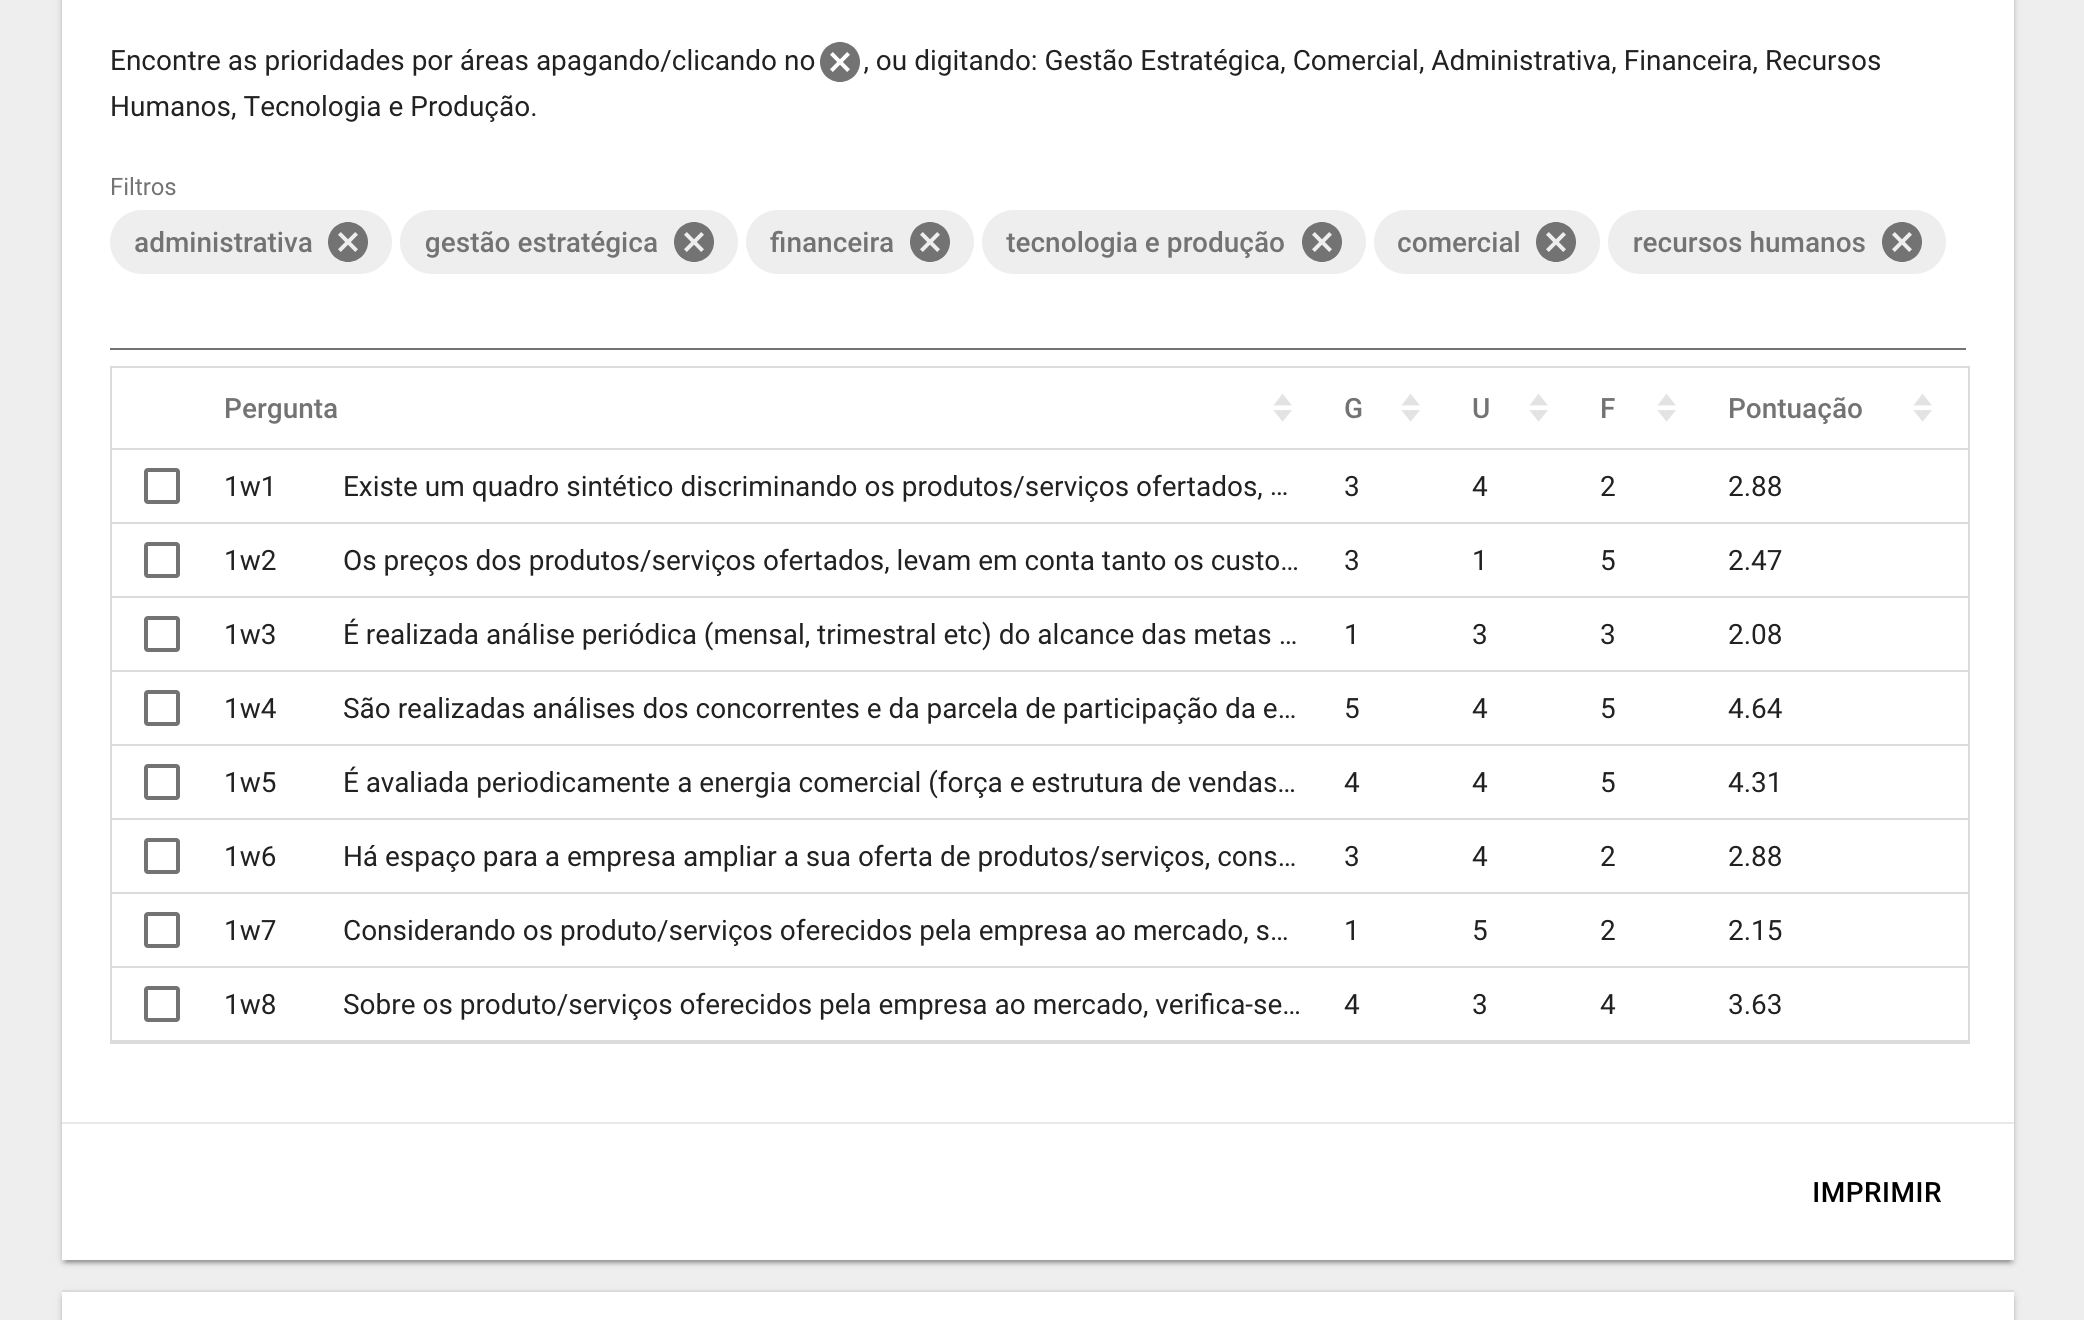 Encontre as prioridades por áreas apagando/clicando no , ou digitando: Gestão Estratégica, Comercial, Administrativa, Financeira, Recursos
Humanos, Tecnologia e Produção.
Filtros
administrativa gestão estratégica financeira tecnologia e produção comercial recursos humanos
Pergunta G U F Pontuação
1w1 Existe um quadro sintético discriminando os produtos/serviços ofertados, ... 3 4 2 2.88
1w2 Os preços dos produtos/serviços ofertados, levam em conta tanto os custo... 3 1 5 2.47
1w3 É realizada análise periódica (mensal, trimestral etc) do alcance das metas ... 1 3 3 2.08
1w4 São realizadas análises dos concorrentes e da parcela de participação da e... 5 4 5 4.64
1w5 É avaliada periodicamente a energia comercial (força e estrutura de vendas... 4 4 5 4.31
1w6 Há espaço para a empresa ampliar a sua oferta de produtos/serviços, cons... 3 4 2 2.88
1w7 Considerando os produto/serviços oferecidos pela empresa ao mercado, s... 1 5 2 2.15
1w8 Sobre os produto/serviços oferecidos pela empresa ao mercado, verifica-se... 4 3 4 3.63
IMPRIMIR